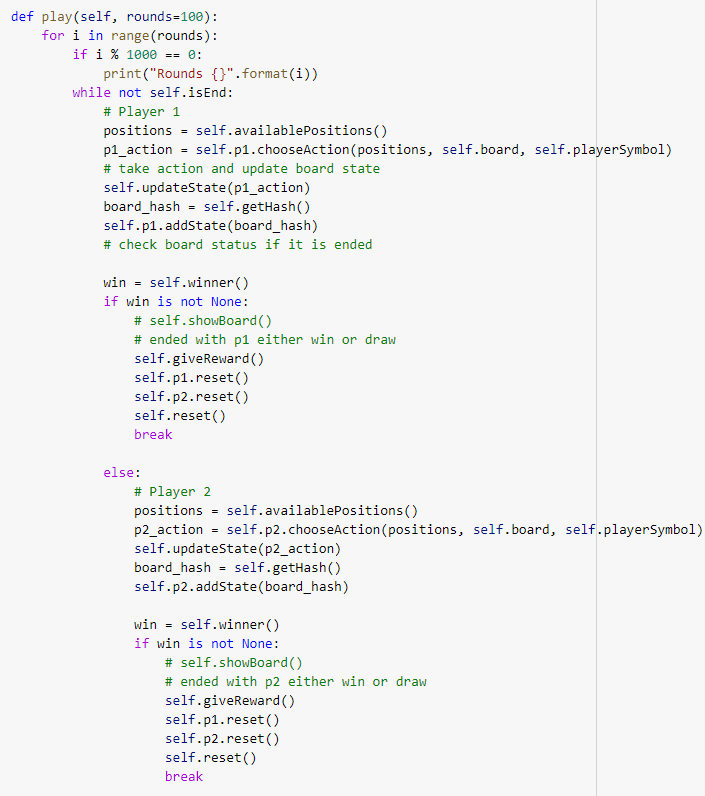 def play(self, rounds=100):
    for i in range(rounds):
        if i % 1000 == 0:
            print("Rounds {}".format(i))
        while not self.isEnd:
            # Player 1
            positions = self.availablePositions()
            p1_action = self.p1.chooseAction(positions, self.board, self.playerSymbol)
            # take action and update board state
            self.updateState(p1_action)
            board_hash = self.getHash()
            self.p1.addState(board_hash)
            # check board status if it is ended

            win = self.winner()
            if win is not None:
                # self.showBoard()
                # ended with p1 either win or draw
                self.giveReward()
                self.p1.reset()
                self.p2.reset()
                self.reset()
                break

            else:
                # Player 2
                positions = self.availablePositions()
                p2_action = self.p2.chooseAction(positions, self.board, self.playerSymbol)
                self.updateState(p2_action)
                board_hash = self.getHash()
                self.p2.addState(board_hash)

                win = self.winner()
                if win is not None:
                    # self.showBoard()
                    # ended with p2 either win or draw
                    self.giveReward()
                    self.p1.reset()
                    self.p2.reset()
                    self.reset()
                    break